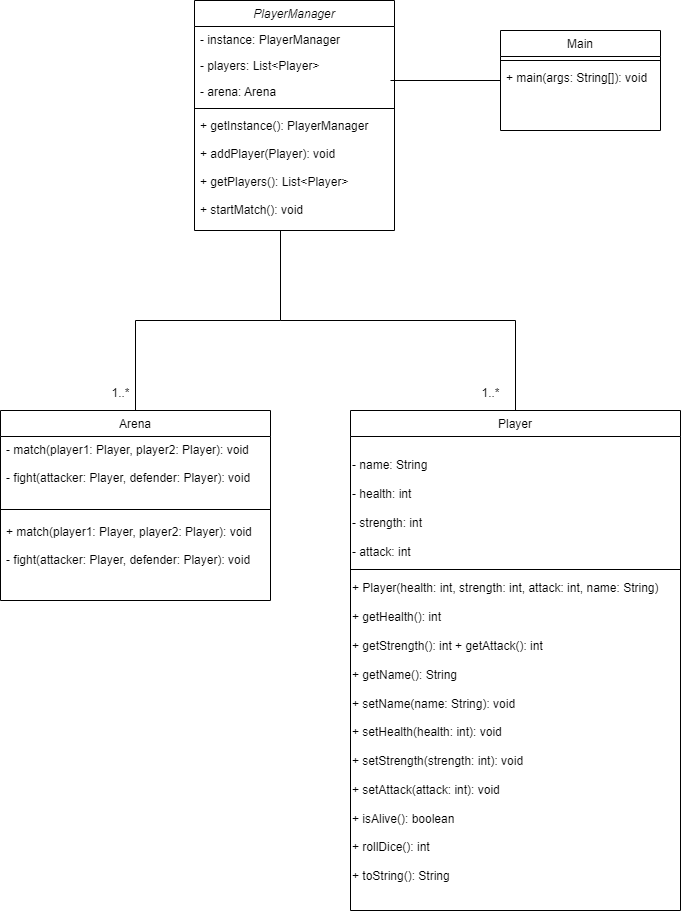 PlayerManager
- instance: PlayerManager
- players: List<Player>
- arena: Arena
+ getInstance(): PlayerManager
+ addPlayer(Player): void
+ getPlayers(): List<Player>
+ startMatch(): void
Main
+ main(args: String[]): void
1..*
1..*
Arena
- match(player1: Player, player2: Player): void
- fight(attacker: Player, defender: Player): void
+ match(player1: Player, player2: Player): void
- fight(attacker: Player, defender: Player): void
Player
- name: String
- health: int
- strength: int
- attack: int
+ Player(health: int, strength: int, attack: int, name: String)
+ getHealth(): int
+ getStrength(): int + getAttack(): int
+ getName(): String
+ setName(name: String): void
+ setHealth(health: int): void
+ setStrength(strength: int): void
+ setAttack(attack: int): void
+ isAlive(): boolean
+ rollDice(): int
+ toString(): String